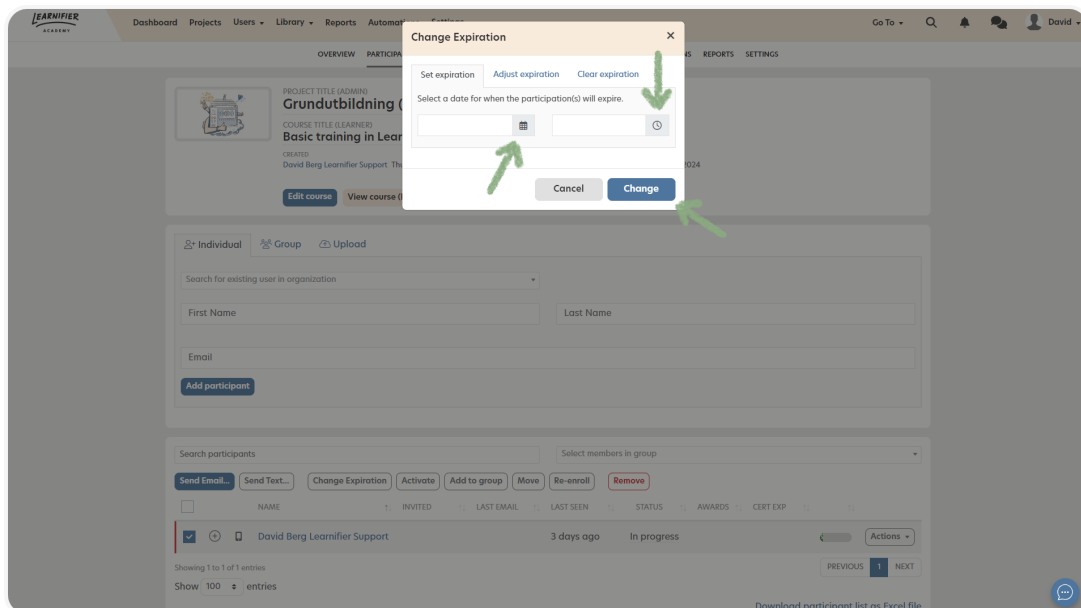 LEARNIFIER
ACADEMY
Dashboard Projects Users Library Reports Settings Go To David
Change Expiration ×
OVERVIEW REPORTS SETTINGS
Set expiration Adjust expiration Clear expiration
Select a date for when the participation(s) will expire.
PROJECT TITLE (ADMIN)
Grundutbildning (
COURSE TITLE (LEARNER)
Basic training in Lear
CREATED
David Berg Learnifier Support Th 2024
Cancel Change
Edit course View course (
Individual Group Upload
Search for existing user in organization
First Name Last Name
Email
Add participant
Search participants Select members in group
Send Email... Send Text... Change Expiration Activate Add to group Move Re-enroll Remove
NAME INVITED LAST EMAIL LAST SEEN STATUS AWARDS CERT EXP
David Berg Learnifier Support 3 days ago In progress Actions
Showing 1 to 1 of 1 entries PREVIOUS 1 NEXT
Show 100 entries
Download participant list as Excel file